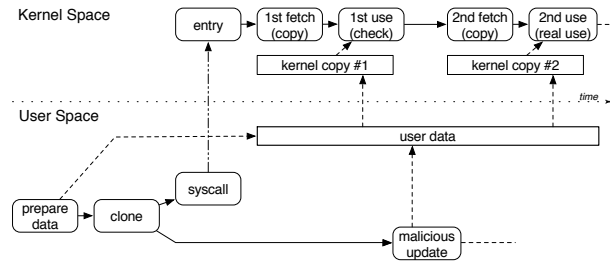 Kernel Space
entry
1st fetch
(copy)
1st use
(check)
2nd fetch
(copy)
2nd use
(real use)
kernel copy #1
kernel copy #2
time
User Space
user data
syscall
prepare
data
clone
malicious
update